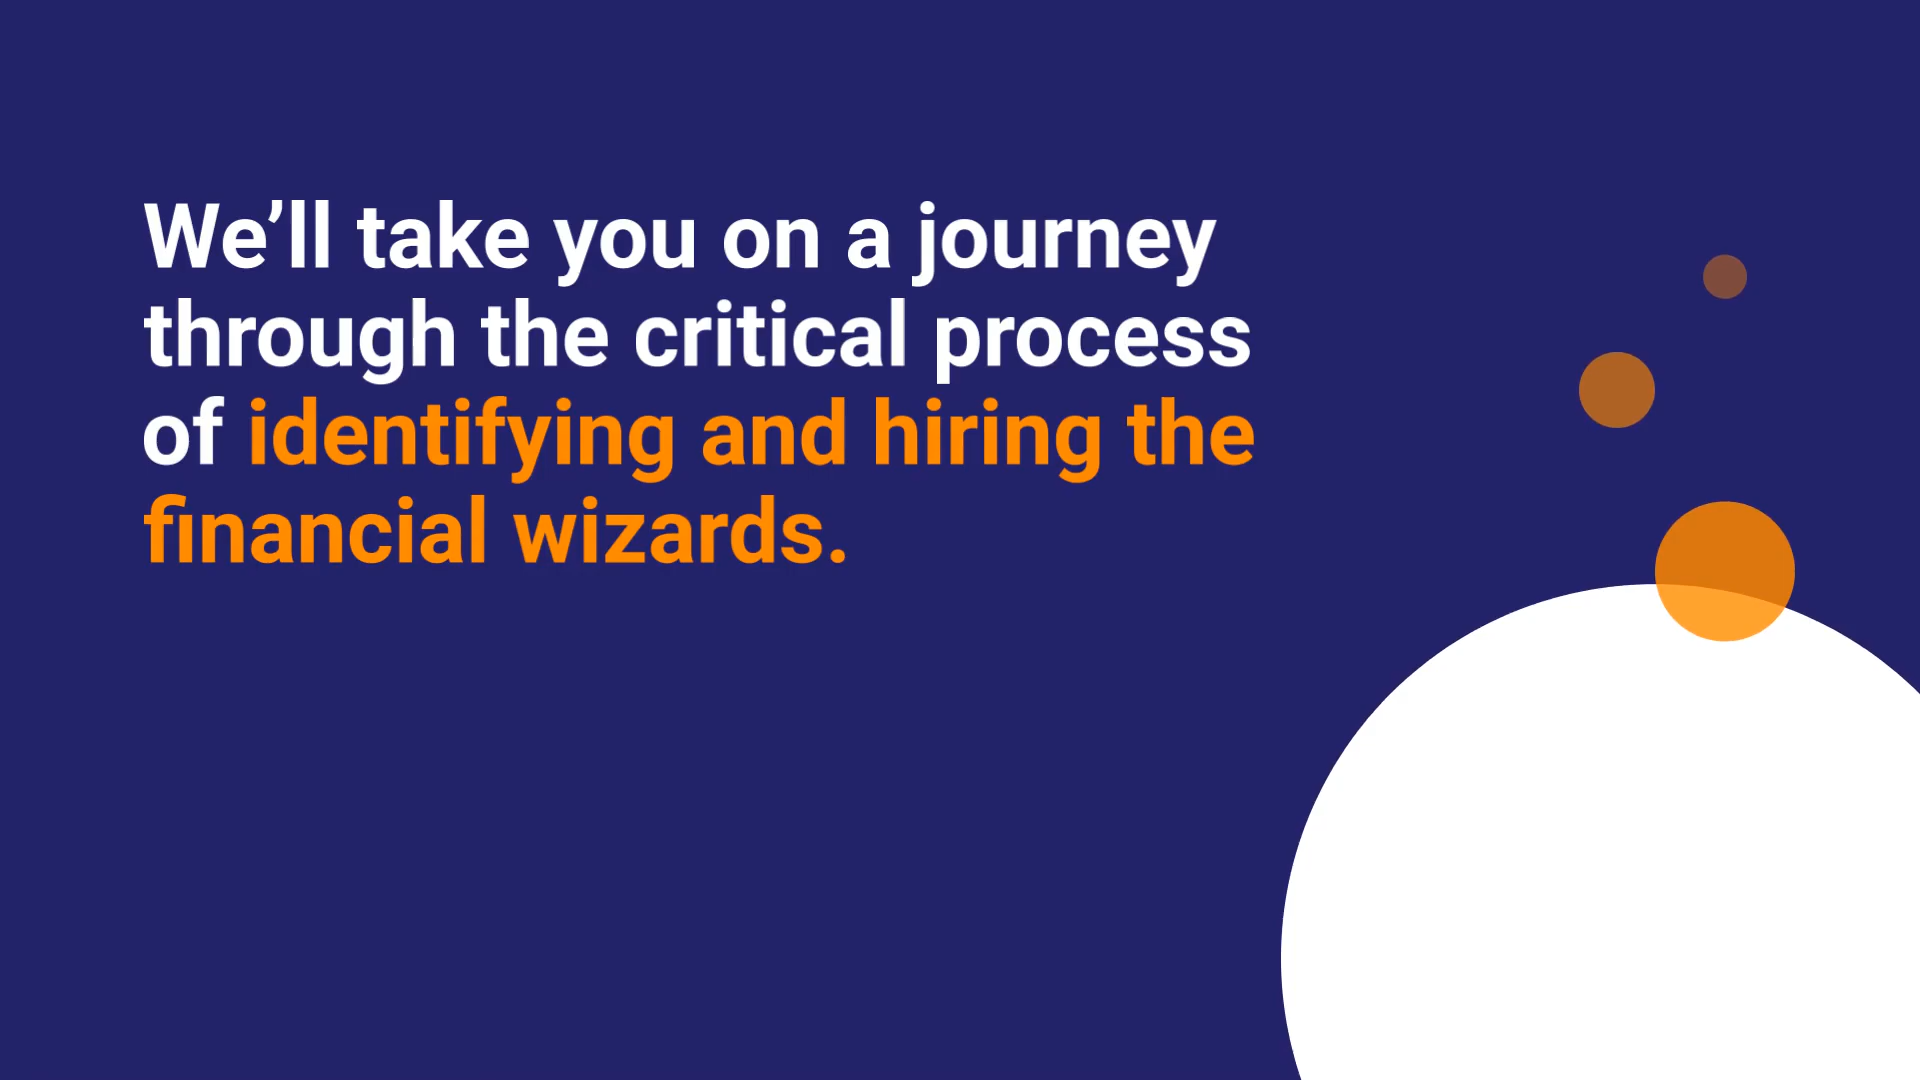 We’ll take you on a journey
through the critical process
of identifying and hiring the
financial wizards.